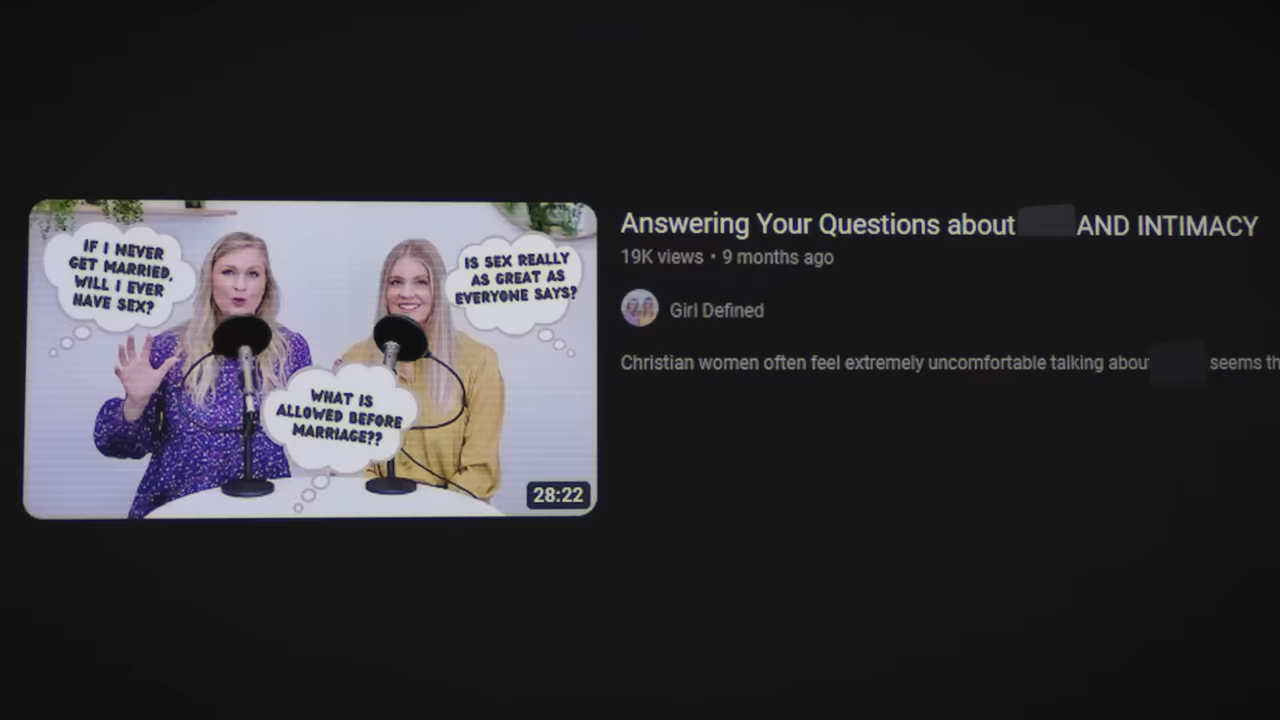 IF I NEVER
GET MARRIED,
WILL I EVER
HAVE SEX?
IS SEX REALLY
AS GREAT AS
EVERYONE SAYS?
WHAT IS
ALLOWED BEFORE
MARRIAGE??
28:22
Answering Your Questions about AND INTIMACY
19K views • 9 months ago
Girl Defined
Christian women often feel extremely uncomfortable talking about seems th